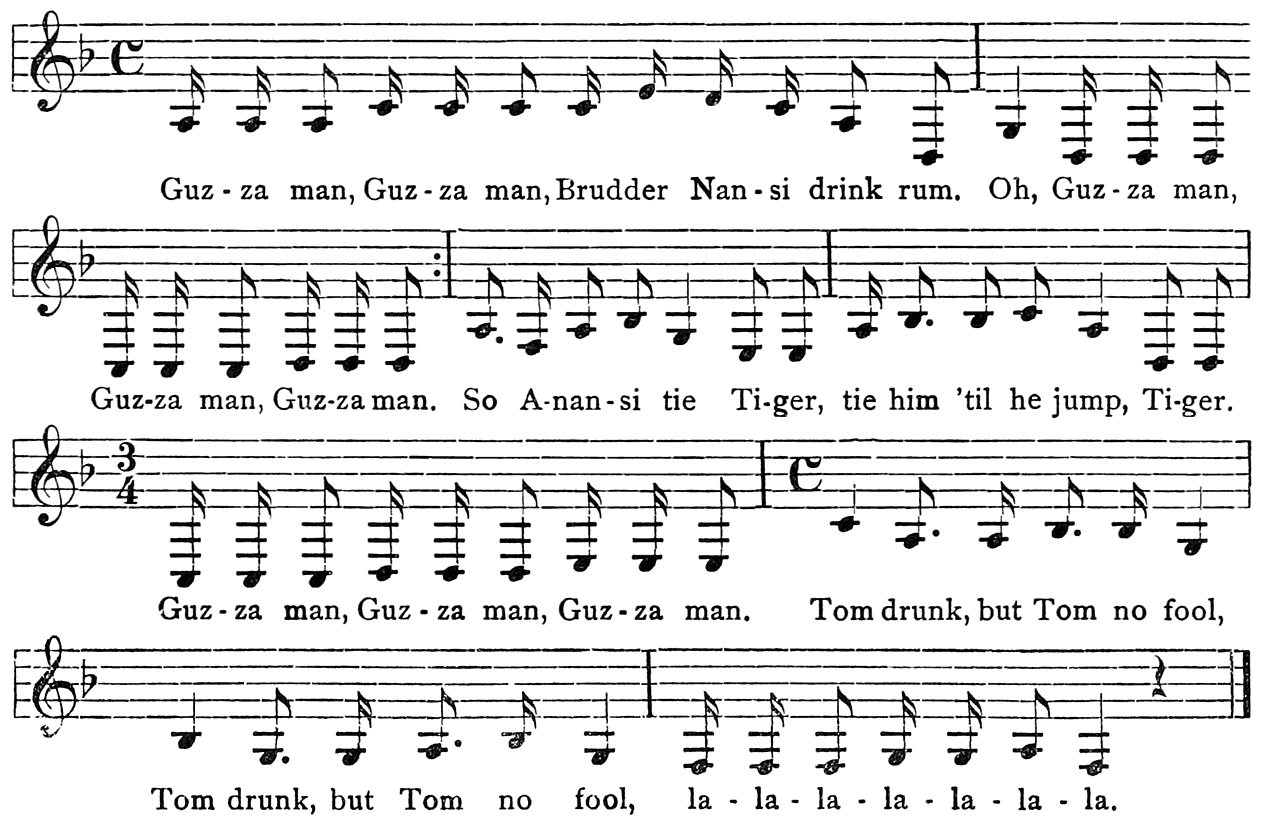 Guz - za man, Guz - za man, Brudder Nan - si drink rum. Oh, Guz - za man,
Guz-za man, Guz-za man. So A-nan-si tie Ti-ger, tie him 'til he jump, Ti-ger.
3
4
Guz - za man, Guz - za man, Guz - za man. Tom drunk, but Tom no fool,
Tom drunk, but Tom no fool, la - la - la - la - la - la - la.